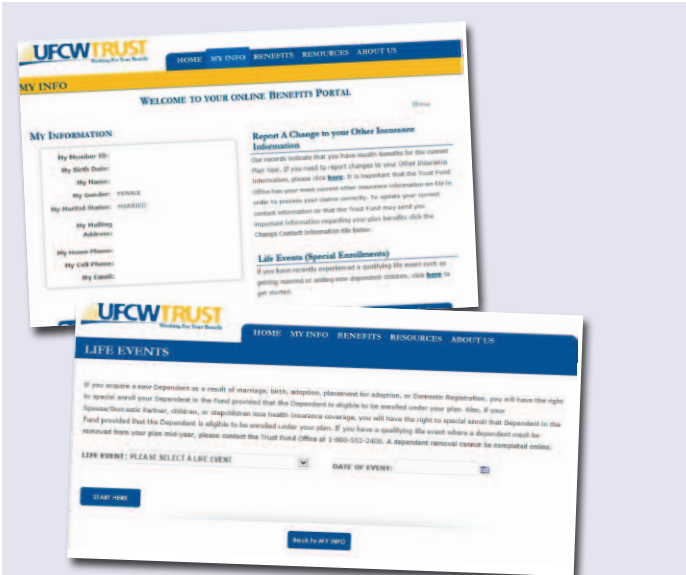 UFCWTRUST
Working For Your Benefit
HOME MY INFO BENEFITS RESOURCES ABOUT US
MY INFO
WELCOME TO YOUR ONLINE BENEFITS PORTAL
Print
MY INFORMATION
My Member ID:
My Birth Date:
My Name:
My Gender: FEMALE
My Marital Status: MARRIED
My Mailing
Address:
My Home Phone:
My Cell Phone:
My Email:
Report A Change to your Other Insurance
Information
Our records indicate that you have Health Benefits for the current
Plan Year. If you need to report changes to your Other Insurance
Information, please click here. It is important that the Trust Fund
Office has your most current other insurance information on file in
order to process your claims correctly. To update your current
contact information so that the Trust Fund may send you
important information regarding your plan benefits click the
Change Contact Information tile below.
Life Events (Special Enrollments)
If you have recently experienced a qualifying life event such as
getting married or adding new dependent children, click here to
get started.
UFCWTRUST
Working For Your Benefit
HOME MY INFO BENEFITS RESOURCES ABOUT US
LIFE EVENTS
If you acquire a new Dependent as a result of marriage, birth, adoption, placement for adoption, or Domestic Registration, you will have the right
to special enroll your Dependent in the Fund provided that the Dependent is eligible to be enrolled under your plan. Also, if your
Spouse/Domestic Partner, children, or stepchildren lose health insurance coverage, you will have the right to special enroll that Dependent in the
Fund provided that the Dependent is eligible to be enrolled under your plan. If you have a qualifying life event where a dependent must be
removed from your plan mid-year, please contact the Trust Fund Office at 1-800-552-2400. A dependent removal cannot be completed online.
LIFE EVENT: PLEASE SELECT A LIFE EVENT
DATE OF EVENT:
START HERE
Back to MY INFO